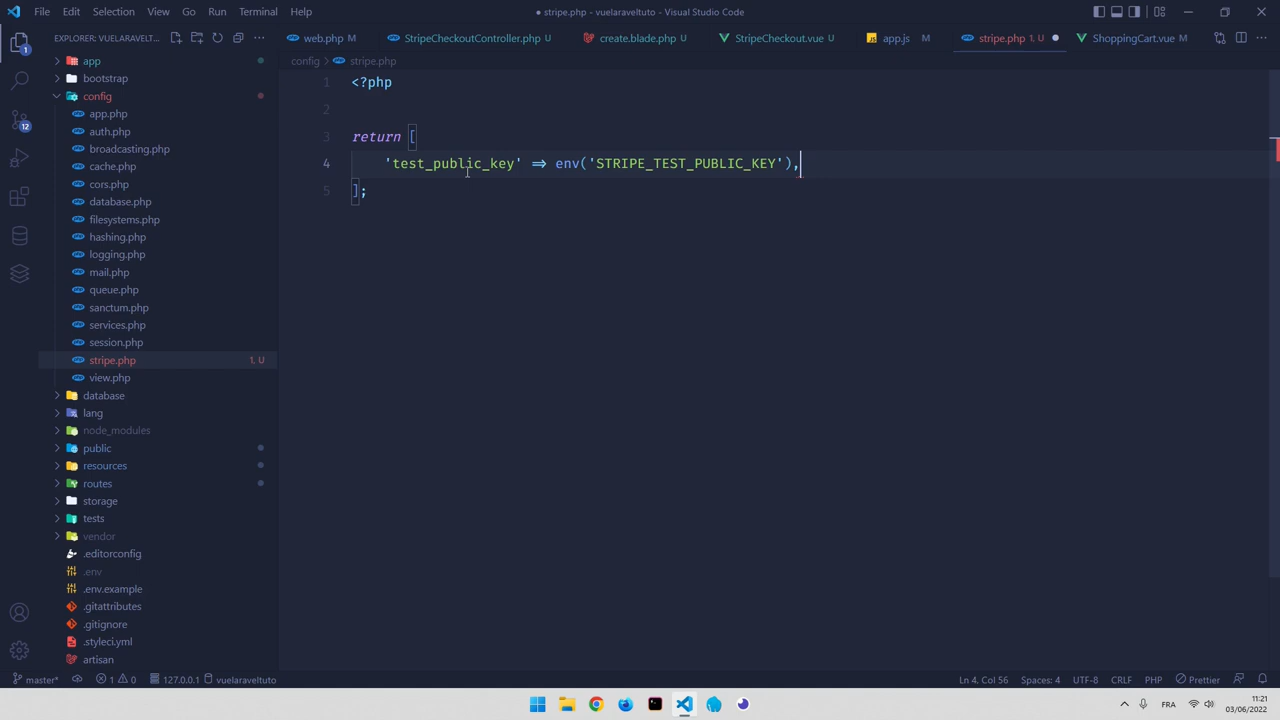 File Edit Selection View Go Run Terminal Help
stripe.php - vuelaraveltuto - Visual Studio Code
EXPLORER: VUELARAVELT...
web.php M
StripeCheckoutController.php U
create.blade.php U
StripeCheckout.vue U
app.js M
stripe.php 1, U
ShoppingCart.vue M
config > stripe.php
app
bootstrap
config
app.php
auth.php
broadcasting.php
cache.php
cors.php
database.php
filesystems.php
hashing.php
logging.php
mail.php
queue.php
sanctum.php
services.php
session.php
stripe.php 1, U
view.php
database
lang
node_modules
public
resources
routes
storage
tests
vendor
.editorconfig
.env
.env.example
.gitattributes
.gitignore
.styleci.yml
artisan
1 <?php
2
3 return [
4 'test_public_key' => env('STRIPE_TEST_PUBLIC_KEY'),
5 ];
1
12
master* 1 0 127.0.0.1 vuelaraveltuto
Ln 4, Col 56 Spaces: 4 UTF-8 CRLF PHP Prettier
FRA 11:21
03/06/2022